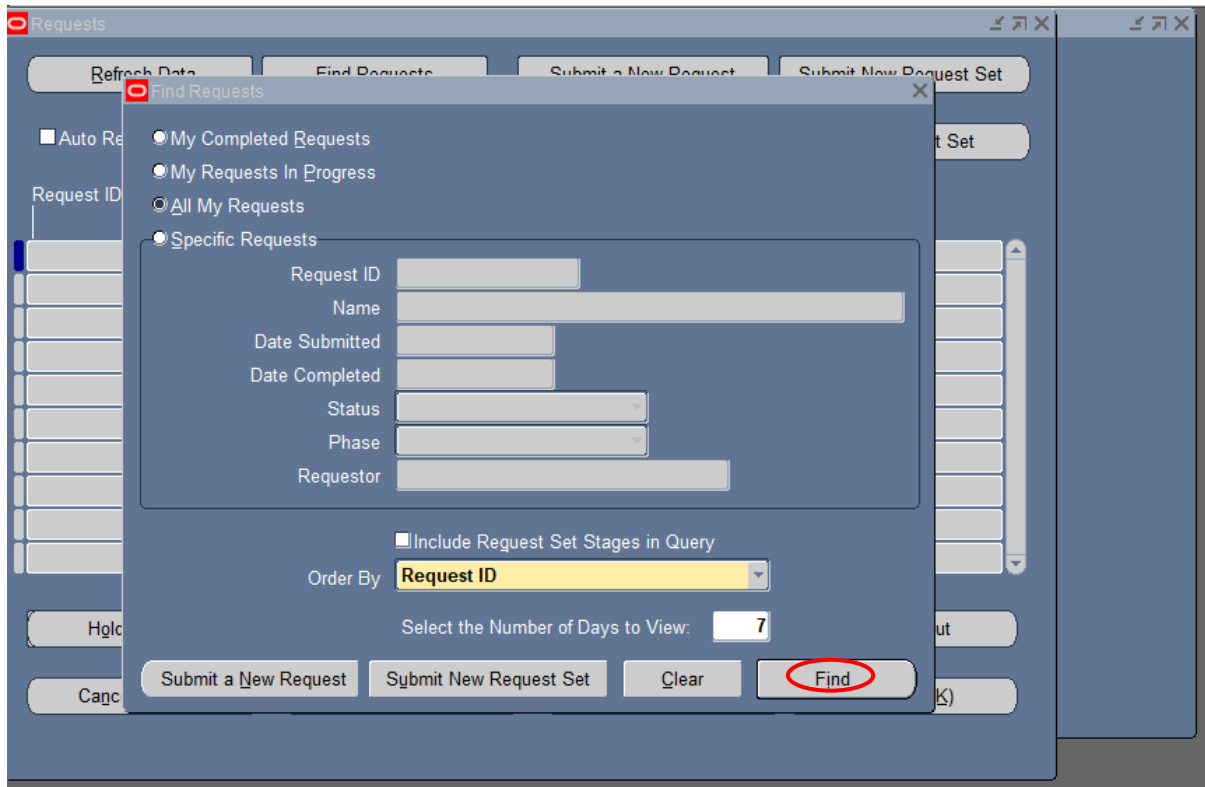 Requests
Refresh Data Find Requests Submit a New Request Submit New Request Set
Find Requests
Auto Re
My Completed Requests
t Set
My Requests In Progress
Request ID
All My Requests
Specific Requests
Request ID
Name
Date Submitted
Date Completed
Status
Phase
Requestor
Include Request Set Stages in Query
Order By Request ID
Hold
Select the Number of Days to View: 7
ut
Submit a New Request Submit New Request Set Clear Find
Canc
K)